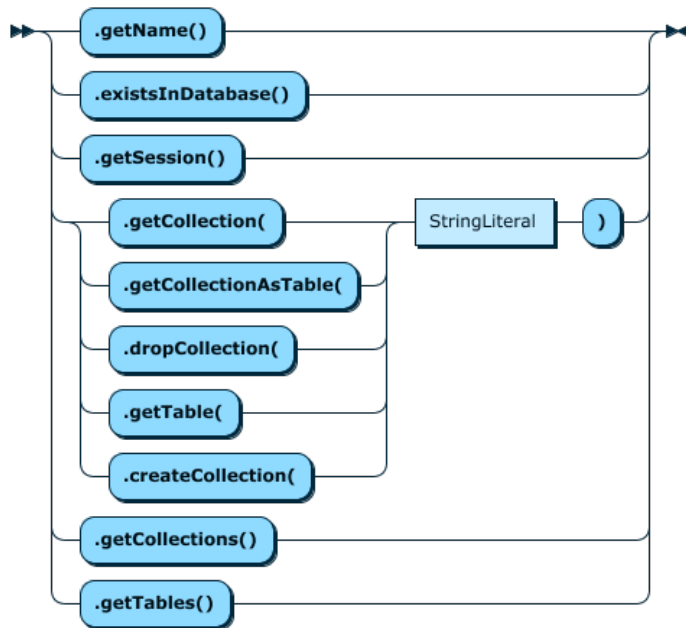 .getName()
.existsInDatabase()
.getSession()
.getCollection( StringLiteral )
.getCollectionAsTable(
.dropCollection(
.getTable(
.createCollection(
.getCollections()
.getTables()